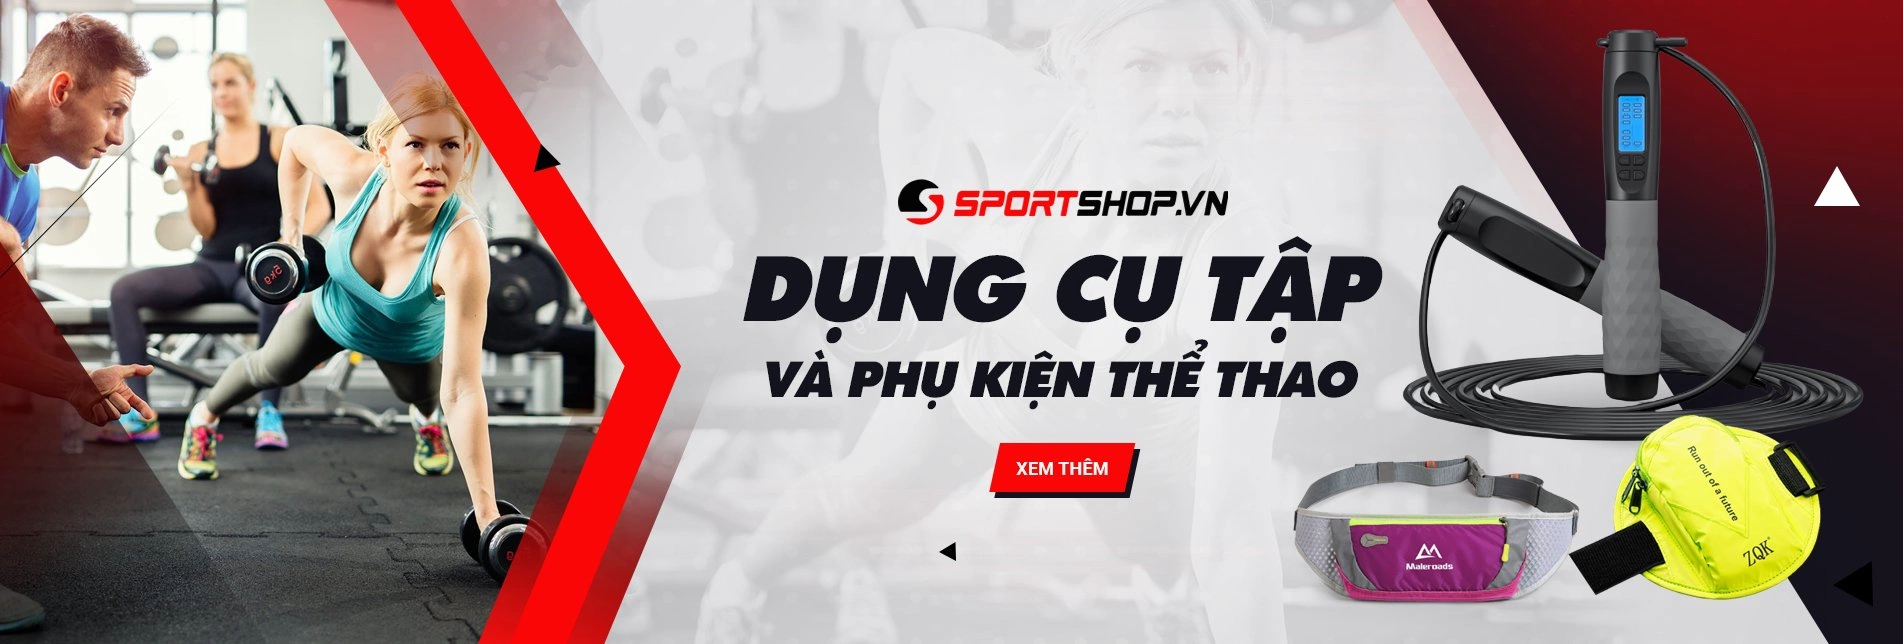 SPORTSHOP.VN
DỤNG CỤ TẬP
VÀ PHỤ KIỆN THỂ THAO
XEM THÊM
Maleroads
Run out of a future
ZQK